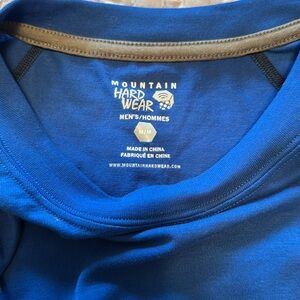 MOUNTAIN
HARD
WEAR
MEN'S/HOMMES
M/M
MADE IN CHINA
FABRIQUÉ EN CHINE
WWW.MOUNTAINHARDWEAR.COM